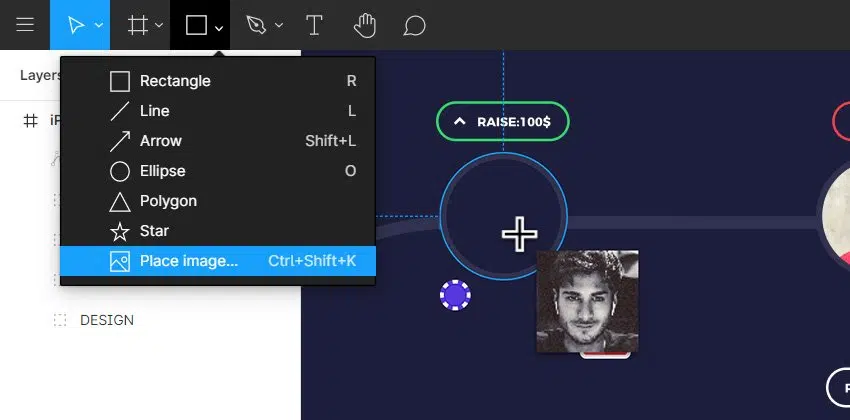 Layers
iP
Rectangle R
Line L
Arrow Shift+L
Ellipse O
Polygon
Star
Place image... Ctrl+Shift+K
DESIGN
RAISE:100$